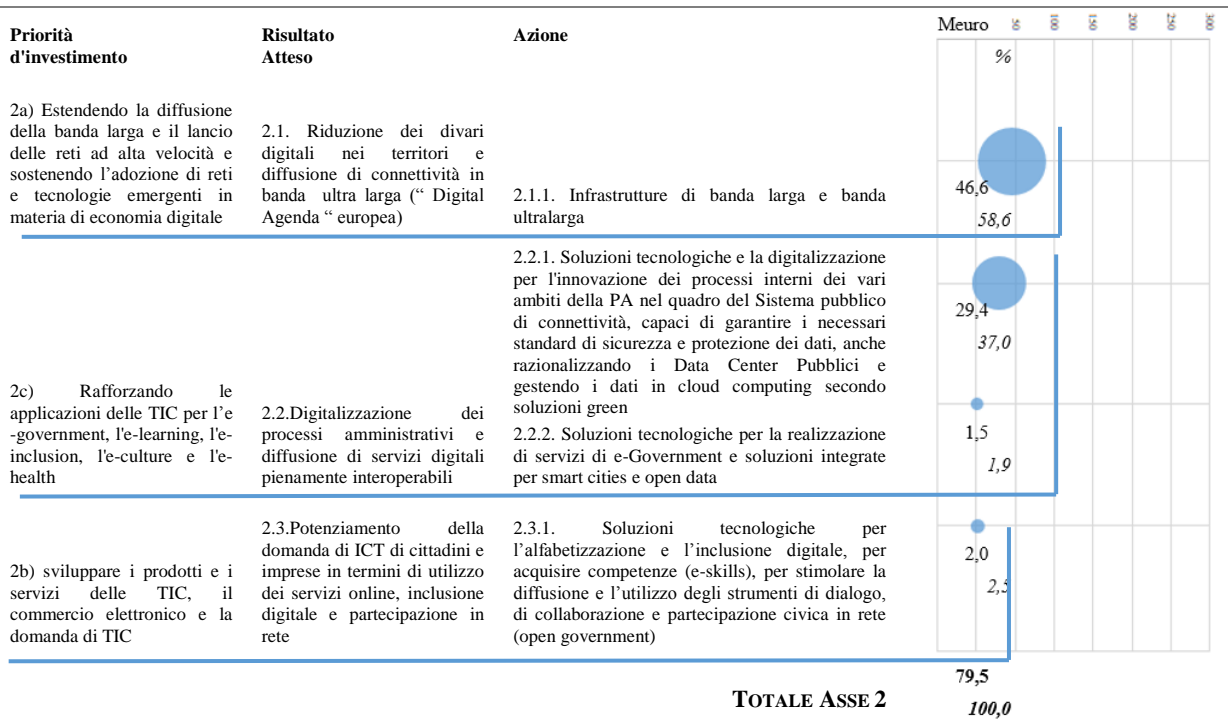 Priorità d'investimento
Risultato Atteso
Azione
Meuro 50 100 150 200 250 300
%
2a) Estendendo la diffusione
della banda larga e il lancio
delle reti ad alta velocità e
sostenendo l’adozione di reti
e tecnologie emergenti in
materia di economia digitale
2.1. Riduzione dei divari
digitali nei territori e
diffusione di connettività in
banda ultra larga (“ Digital
Agenda “ europea)
2.1.1. Infrastrutture di banda larga e banda
ultralarga
46,6
58,6
2c) Rafforzando le
applicazioni delle TIC per l’e
-government, l'e-learning, l'e-
inclusion, l'e-culture e l'e-
health
2.2.Digitalizzazione dei
processi amministrativi e
diffusione di servizi digitali
pienamente interoperabili
2.2.1. Soluzioni tecnologiche e la digitalizzazione
per l'innovazione dei processi interni dei vari
ambiti della PA nel quadro del Sistema pubblico
di connettività, capaci di garantire i necessari
standard di sicurezza e protezione dei dati, anche
razionalizzando i Data Center Pubblici e
gestendo i dati in cloud computing secondo
soluzioni green
29,4
37,0
2.2.2. Soluzioni tecnologiche per la realizzazione
di servizi di e-Government e soluzioni integrate
per smart cities e open data
1,5
1,9
2b) sviluppare i prodotti e i
servizi delle TIC, il
commercio elettronico e la
domanda di TIC
2.3.Potenziamento della
domanda di ICT di cittadini e
imprese in termini di utilizzo
dei servizi online, inclusione
digitale e partecipazione in
rete
2.3.1. Soluzioni tecnologiche per
l’alfabetizzazione e l’inclusione digitale, per
acquisire competenze (e-skills), per stimolare la
diffusione e l’utilizzo degli strumenti di dialogo,
di collaborazione e partecipazione civica in rete
(open government)
2,0
2,5
TOTALE ASSE 2
79,5
100,0